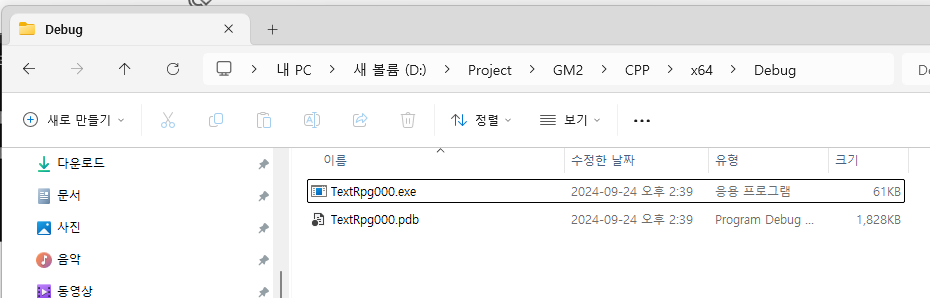 Debug
내 PC > 새 볼륨 (D:) > Project > GM2 > CPP > x64 > Debug
새로 만들기 정렬 보기
다운로드
문서
사진
음악
동영상
이름 수정한 날짜 유형 크기
TextRpg000.exe 2024-09-24 오후 2:39 응용 프로그램 61KB
TextRpg000.pdb 2024-09-24 오후 2:39 Program Debug ... 1,828KB